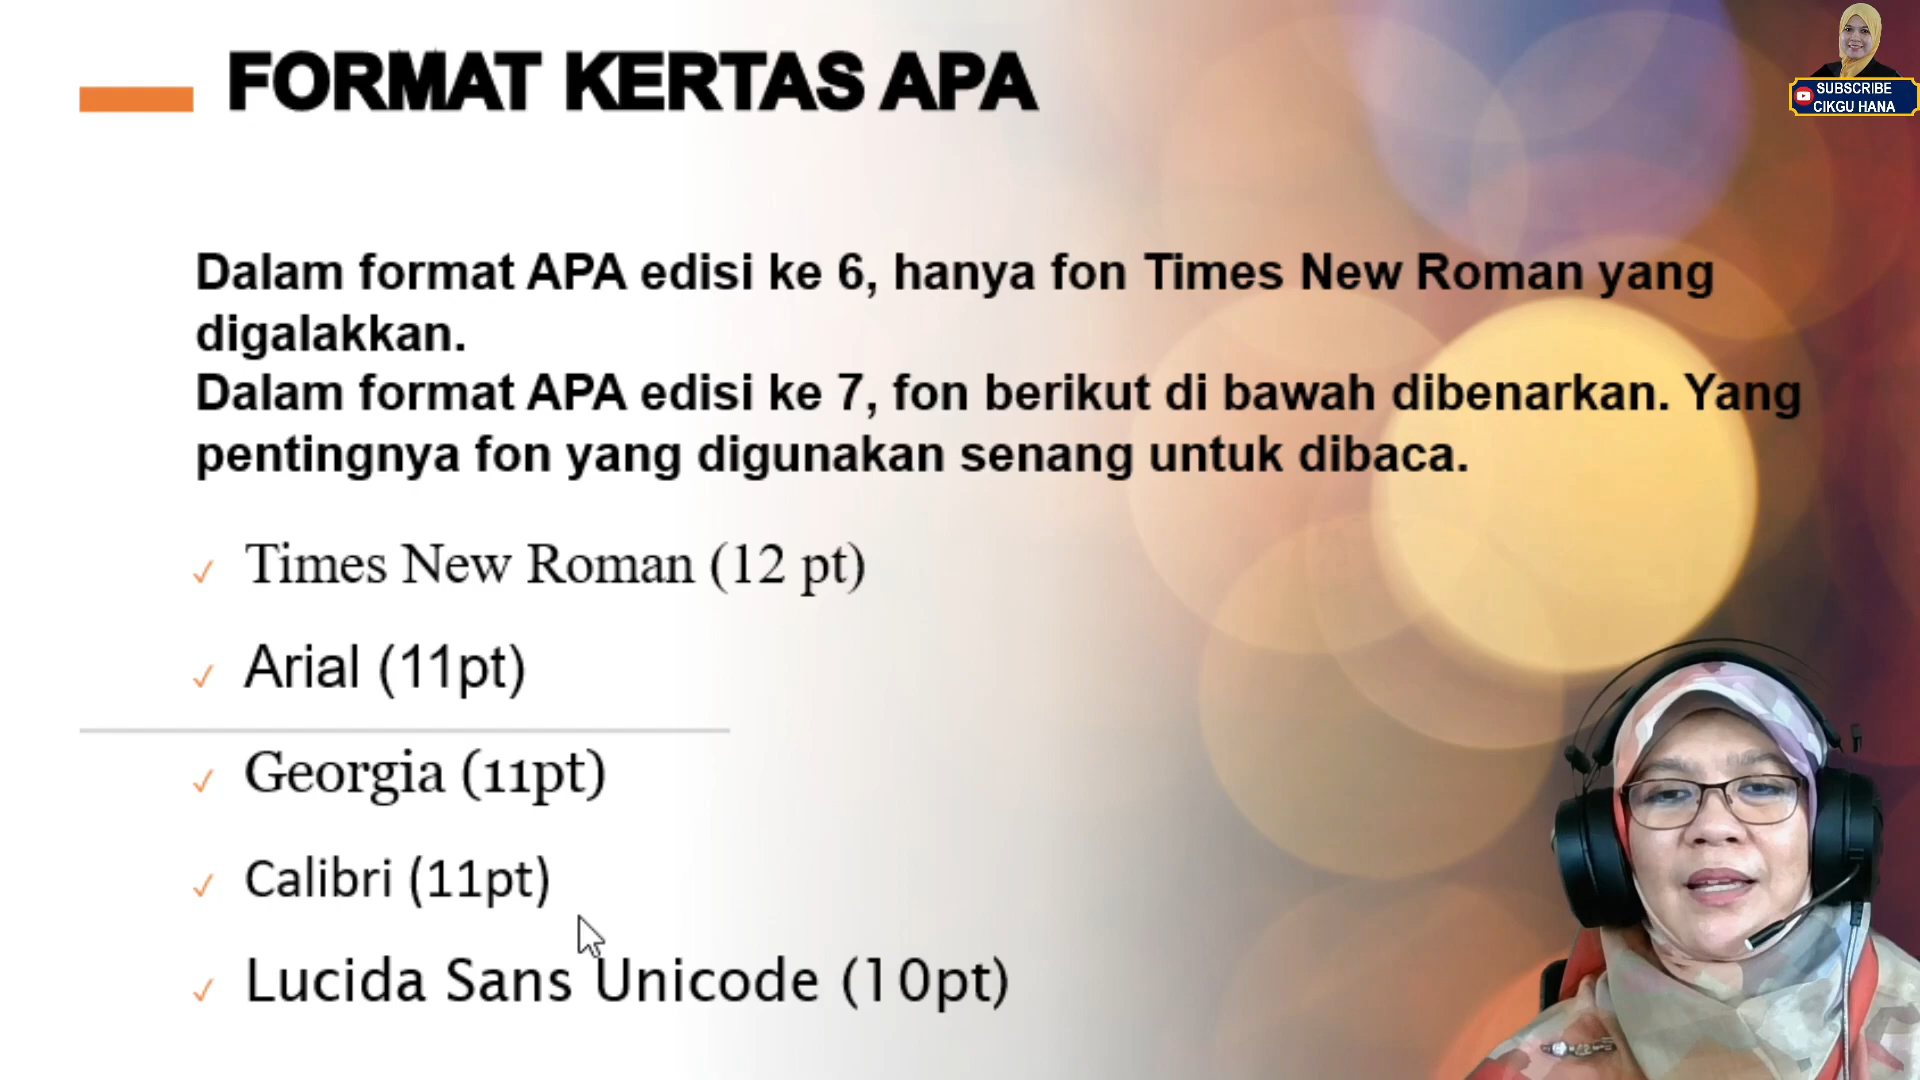 FORMAT KERTAS APA
SUBSCRIBE
CIKGU HANA
Dalam format APA edisi ke 6, hanya fon Times New Roman yang
digalakkan.
Dalam format APA edisi ke 7, fon berikut di bawah dibenarkan. Yang
pentingnya fon yang digunakan senang untuk dibaca.
✓ Times New Roman (12 pt)
✓ Arial (11pt)
✓ Georgia (11pt)
✓ Calibri (11pt)
✓ Lucida Sans Unicode (10pt)